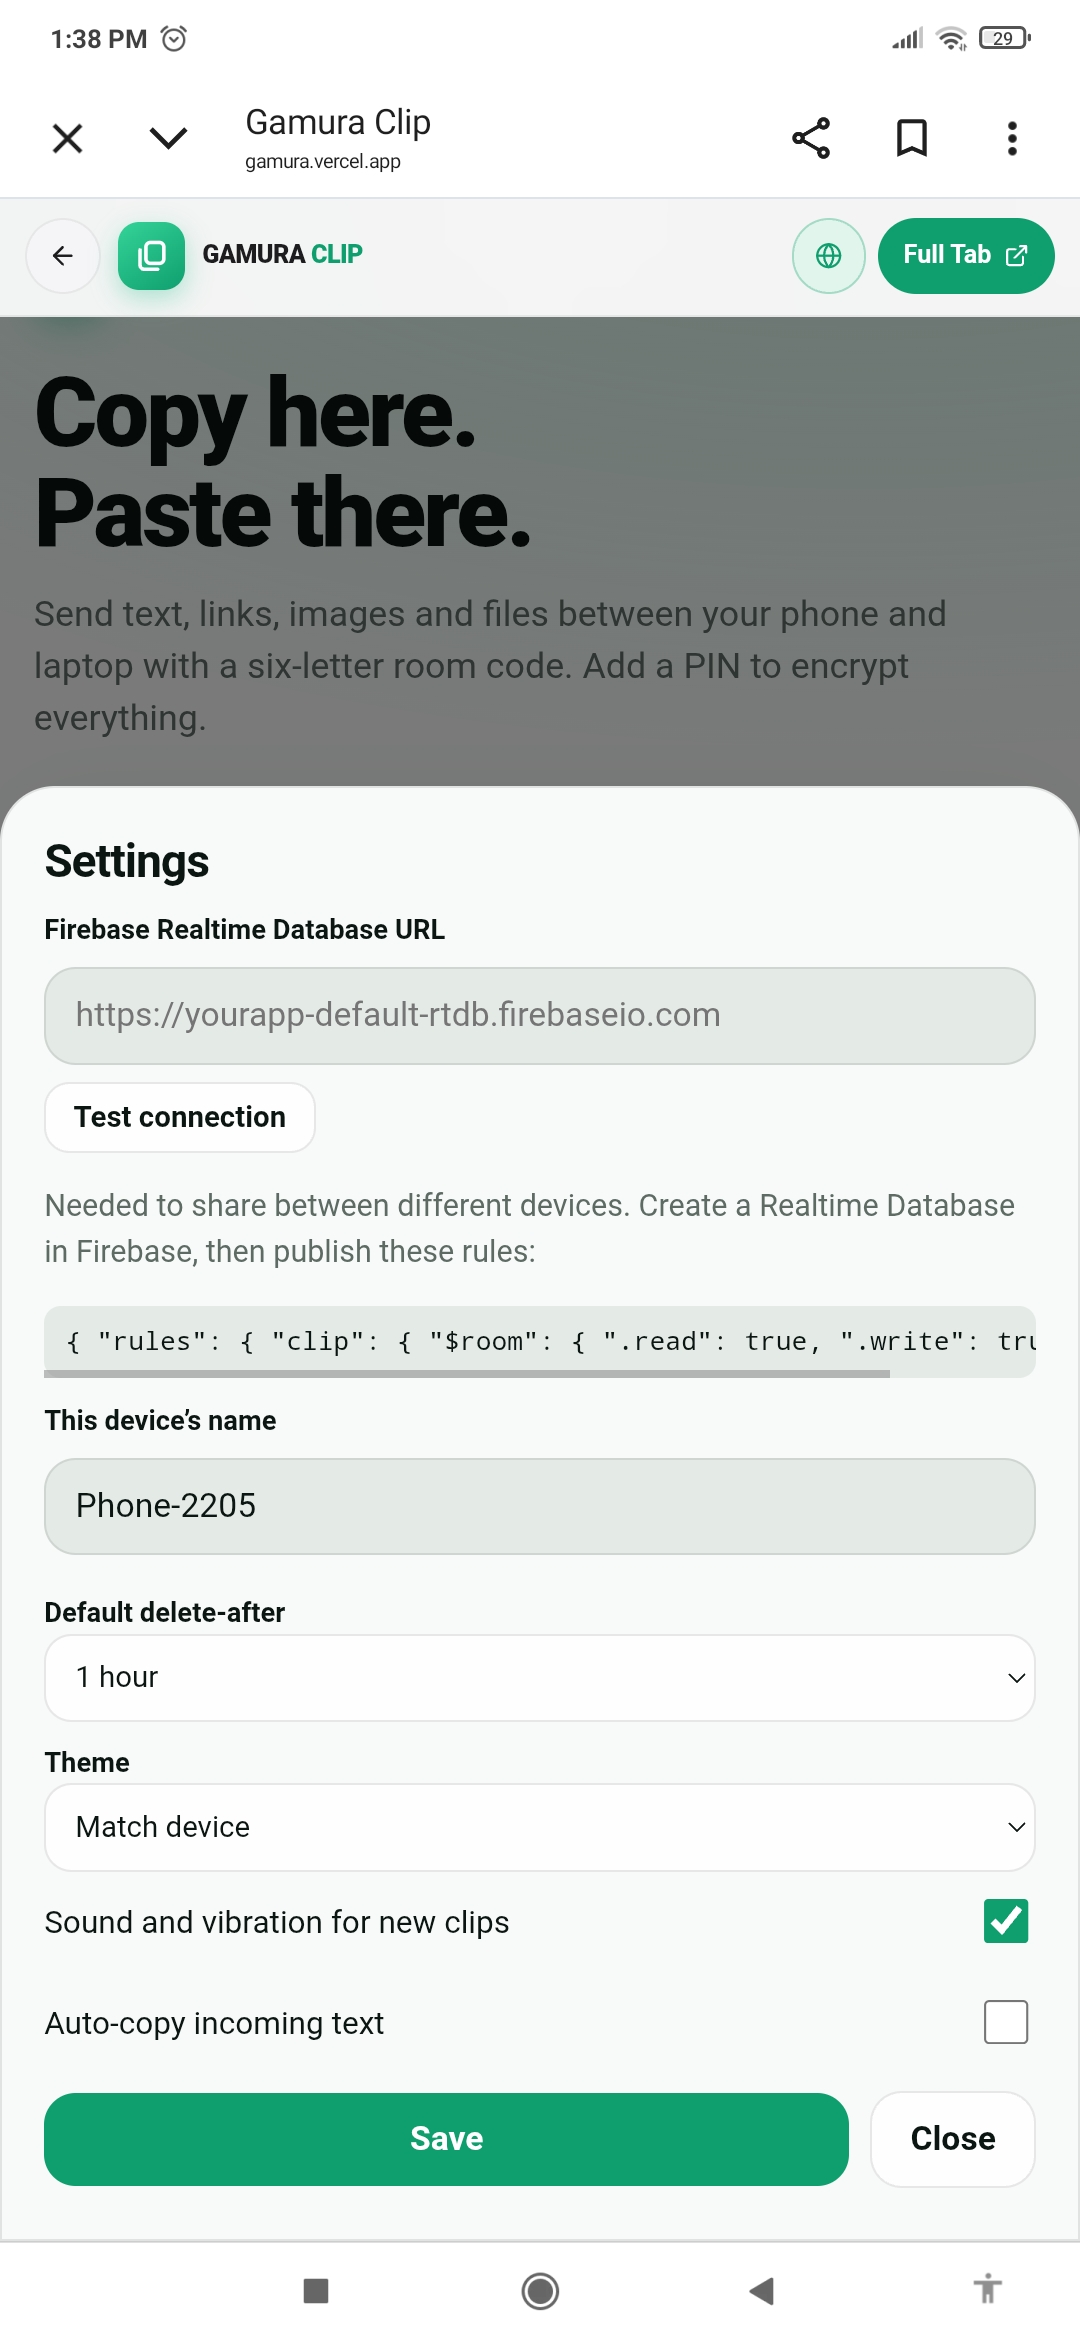 1:38 PM
29
Gamura Clip
gamura.vercel.app
GAMURA CLIP
Full Tab
Copy here.
Paste there.
Send text, links, images and files between your phone and
laptop with a six-letter room code. Add a PIN to encrypt
everything.
Settings
Firebase Realtime Database URL
https://yourapp-default-rtdb.firebaseio.com
Test connection
Needed to share between different devices. Create a Realtime Database
in Firebase, then publish these rules:
{ "rules": { "clip": { "$room": { ".read": true, ".write": tru
This device’s name
Phone-2205
Default delete-after
1 hour
Theme
Match device
Sound and vibration for new clips
Auto-copy incoming text
Save
Close